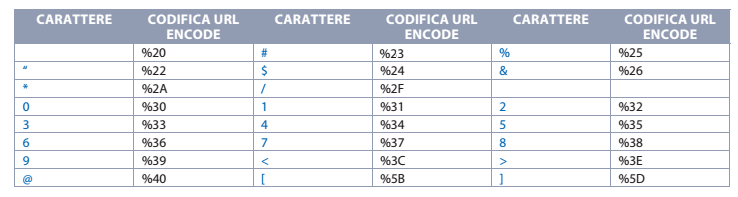 CARATTERE CODIFICA URL ENCODE CARATTERE CODIFICA URL ENCODE CARATTERE CODIFICA URL ENCODE
%20 # %23 % %25
“ %22 $ %24 & %26
* %2A / %2F
0 %30 1 %31 2 %32
3 %33 4 %34 5 %35
6 %36 7 %37 8 %38
9 %39 < %3C > %3E
@ %40 [ %5B ] %5D